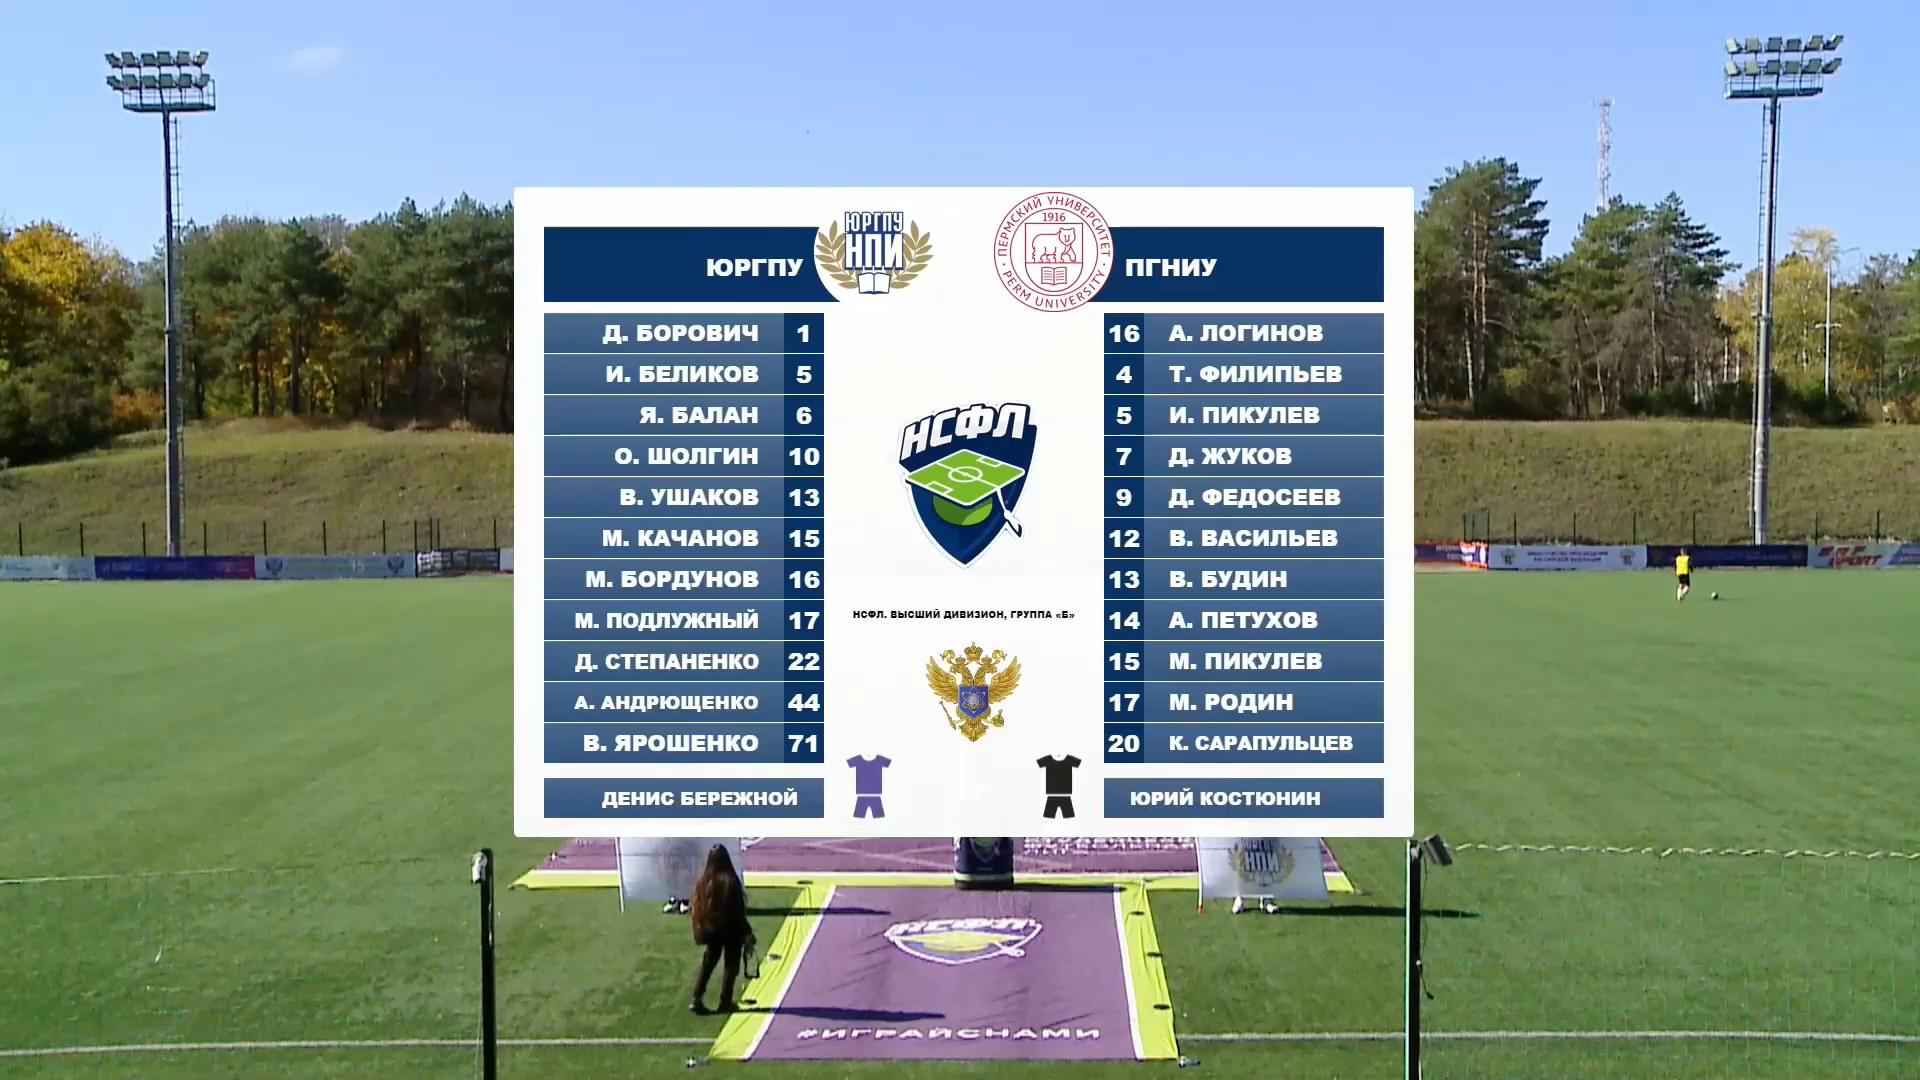 ЮРГПУ
ЮРГПУ
НПИ
ПЕРМСКИЙ УНИВЕРСИТЕТ
1916
PERM UNIVERSITY
ПГНИУ
Д. БОРОВИЧ 1
И. БЕЛИКОВ 5
Я. БАЛАН 6
О. ШОЛГИН 10
В. УШАКОВ 13
М. КАЧАНОВ 15
М. БОРДУНОВ 16
М. ПОДЛУЖНЫЙ 17
Д. СТЕПАНЕНКО 22
А. АНДРЮЩЕНКО 44
В. ЯРОШЕНКО 71
ДЕНИС БЕРЕЖНОЙ
НСФЛ
НСФЛ. ВЫСШИЙ ДИВИЗИОН, ГРУППА «Б»
16 А. ЛОГИНОВ
4 Т. ФИЛИПЬЕВ
5 И. ПИКУЛЕВ
7 Д. ЖУКОВ
9 Д. ФЕДОСЕЕВ
12 В. ВАСИЛЬЕВ
13 В. БУДИН
14 А. ПЕТУХОВ
15 М. ПИКУЛЕВ
17 М. РОДИН
20 К. САРАПУЛЬЦЕВ
ЮРИЙ КОСТЮНИН
НПИ
НСФЛ
#ИГРАЙСНАМИ